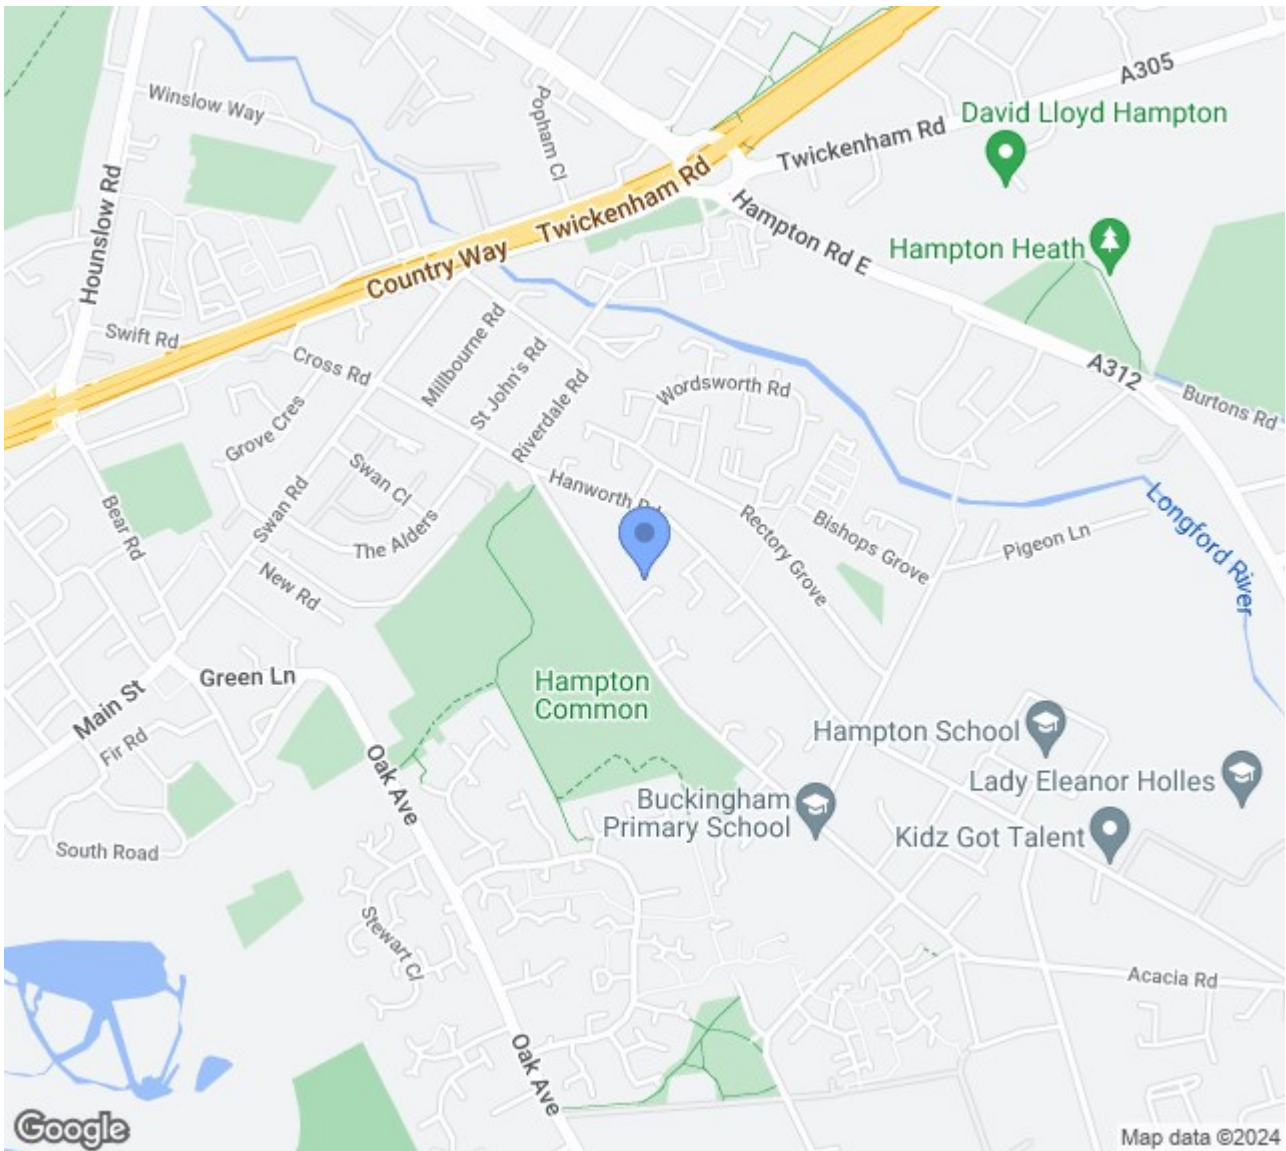 A305
Winslow Way
Popham Cl
David Lloyd Hampton
Twickenham Rd
Twickenham Rd
Hounslow Rd
Hampton Rd E
Hampton Heath
Country Way
Swift Rd
Cross Rd
Millbourne Rd
St John's Rd
Riverdale Rd
Wordsworth Rd
A312
Burtons Rd
Grove Cres
Swan Cl
Swan Rd
Bear Rd
The Alders
Hanworth Rd
Rectory Grove
Bishops Grove
Pigeon Ln
Longford River
New Rd
Green Ln
Main St
Fir Rd
Hampton
Common
Hampton School
Lady Eleanor Holles
Oak Ave
Buckingham
Primary School
Kidz Got Talent
South Road
Stewart Cl
Acacia Rd
Oak Ave
Google
Map data ©2024